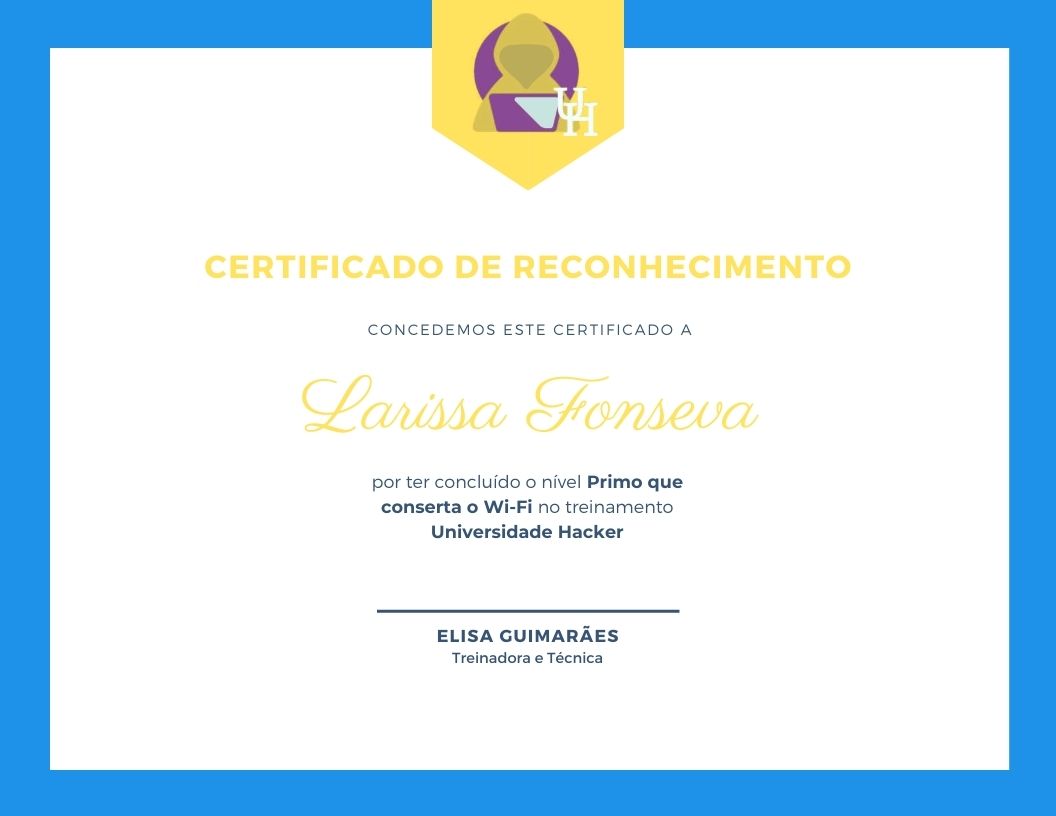 UH
CERTIFICADO DE RECONHECIMENTO
CONCEDEMOS ESTE CERTIFICADO A
Larissa Fonseva
por ter concluído o nível Primo que
conserta o Wi-Fi no treinamento
Universidade Hacker
ELISA GUIMARÃES
Treinadora e Técnica